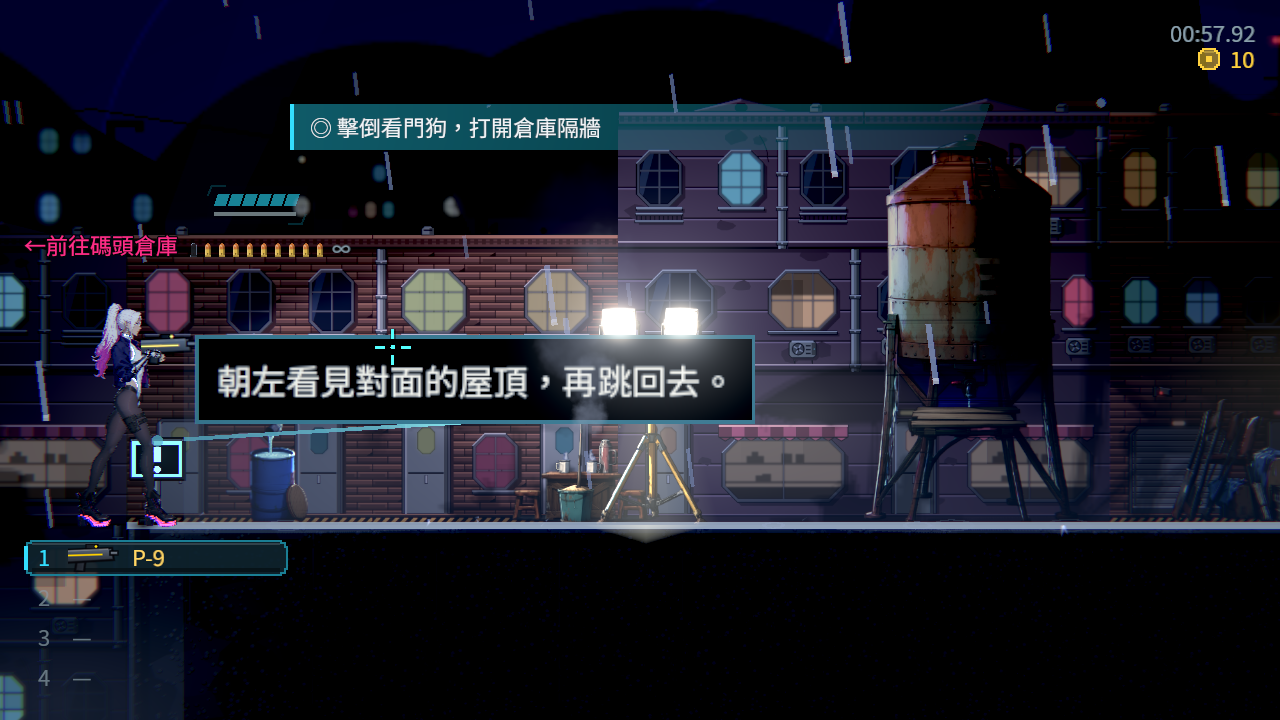 00:57.92
10
◎ 擊倒看門狗，打開倉庫隔牆
←前往碼頭倉庫
∞
朝左看見對面的屋頂，再跳回去。
!
1 P-9
2 —
3 —
4 —